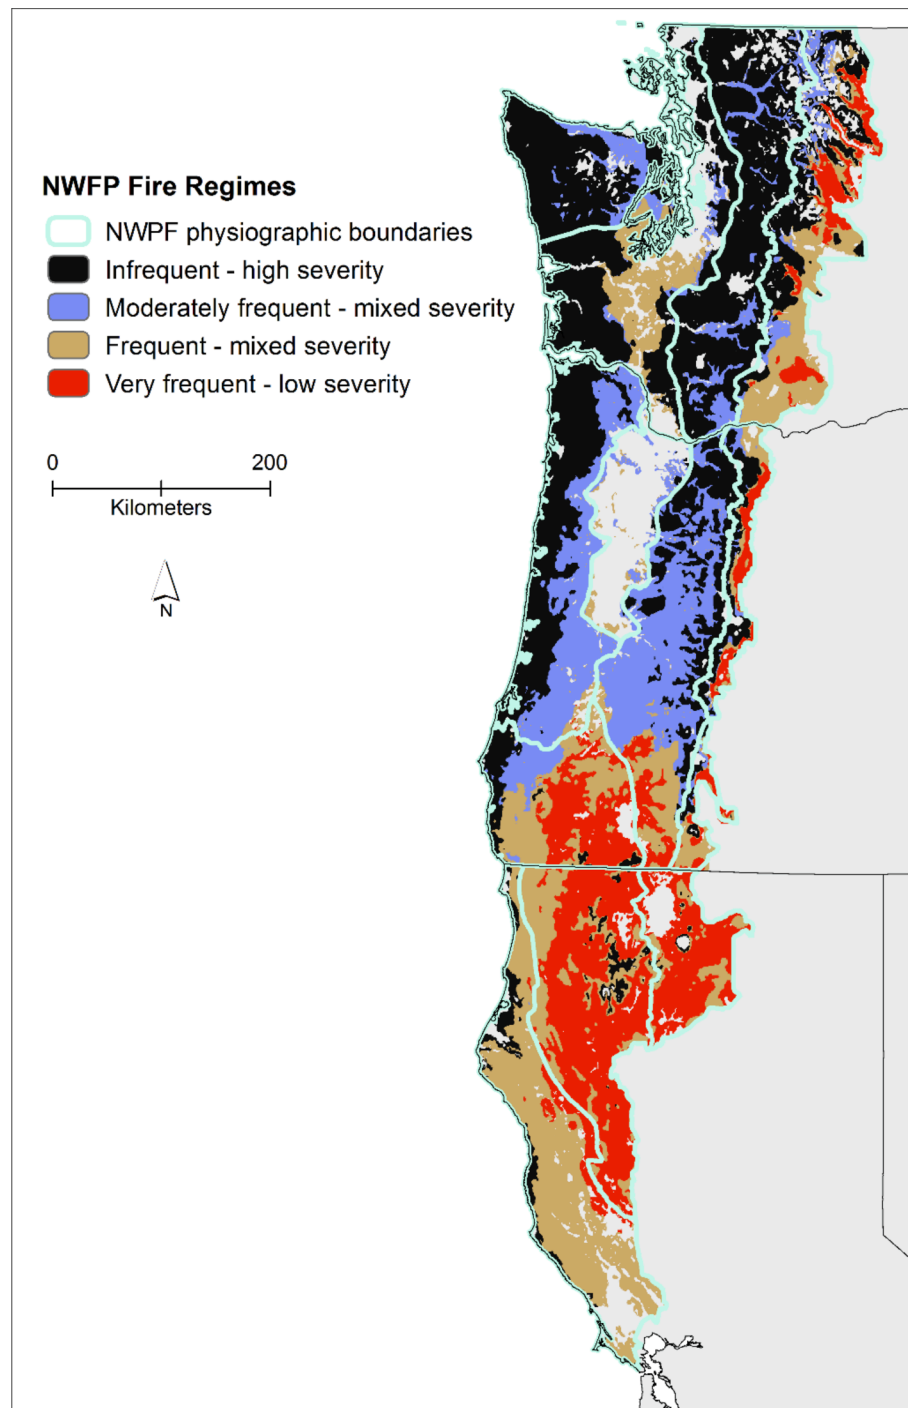 NWFP Fire Regimes
NWPF physiographic boundaries
Infrequent - high severity
Moderately frequent - mixed severity
Frequent - mixed severity
Very frequent - low severity
0 200
Kilometers
N